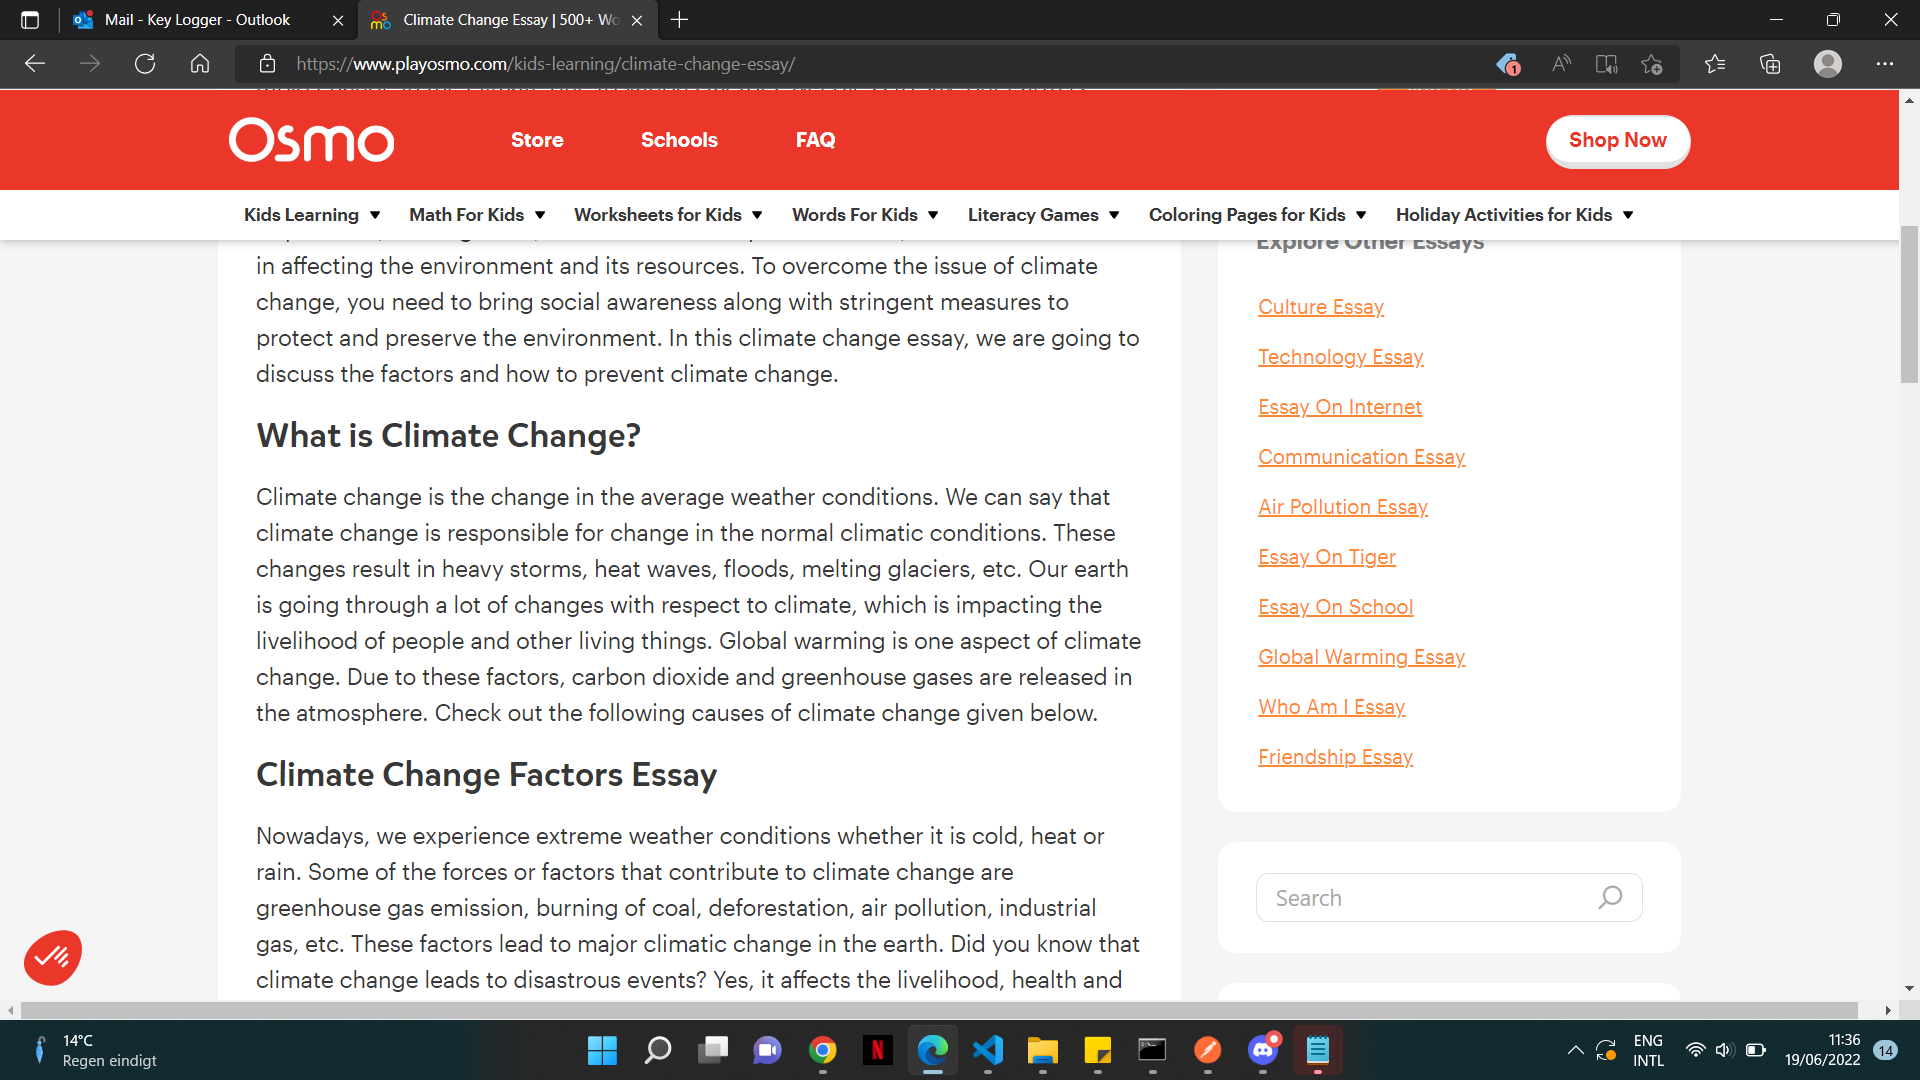 Mail - Key Logger - Outlook
Climate Change Essay | 500+ Wo
https://www.playosmo.com/kids-learning/climate-change-essay/
1
Osmo
Store
Schools
FAQ
Shop Now
Kids Learning
Math For Kids
Worksheets for Kids
Words For Kids
Literacy Games
Coloring Pages for Kids
Holiday Activities for Kids
in affecting the environment and its resources. To overcome the issue of climate
change, you need to bring social awareness along with stringent measures to
protect and preserve the environment. In this climate change essay, we are going to
discuss the factors and how to prevent climate change.
What is Climate Change?
Climate change is the change in the average weather conditions. We can say that
climate change is responsible for change in the normal climatic conditions. These
changes result in heavy storms, heat waves, floods, melting glaciers, etc. Our earth
is going through a lot of changes with respect to climate, which is impacting the
livelihood of people and other living things. Global warming is one aspect of climate
change. Due to these factors, carbon dioxide and greenhouse gases are released in
the atmosphere. Check out the following causes of climate change given below.
Climate Change Factors Essay
Nowadays, we experience extreme weather conditions whether it is cold, heat or
rain. Some of the forces or factors that contribute to climate change are
greenhouse gas emission, burning of coal, deforestation, air pollution, industrial
gas, etc. These factors lead to major climatic change in the earth. Did you know that
climate change leads to disastrous events? Yes, it affects the livelihood, health and
Explore Other Essays
Culture Essay
Technology Essay
Essay On Internet
Communication Essay
Air Pollution Essay
Essay On Tiger
Essay On School
Global Warming Essay
Who Am I Essay
Friendship Essay
Search
14°C
Regen eindigt
ENG
INTL
11:36
19/06/2022
14